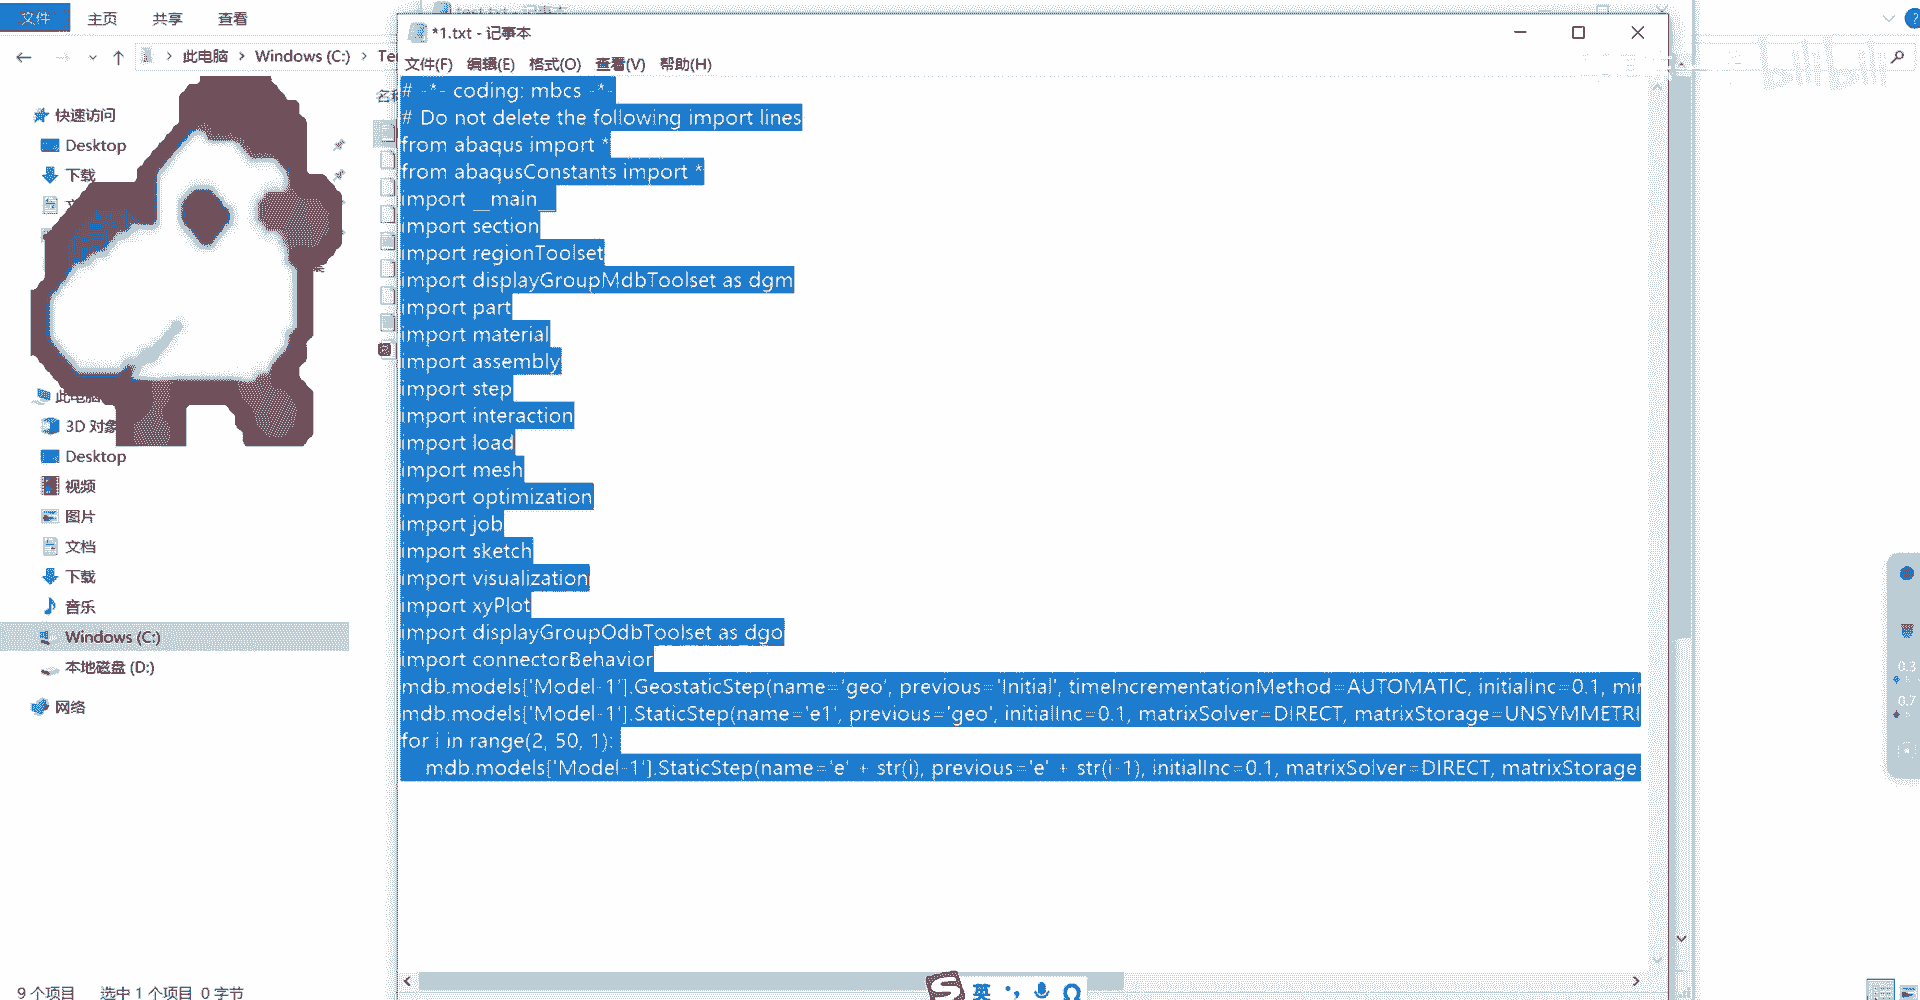 文件 主页 共享 查看
此电脑 Windows (C:)
快速访问
Desktop
下载
3D 对
Desktop
视频
图片
文档
下载
音乐
Windows (C:)
本地磁盘 (D:)
网络
9 个项目 选中 1 个项目 0 字节
*1.txt - 记事本
文件(F) 编辑(E) 格式(O) 查看(V) 帮助(H)
# -*- coding: mbcs -*-
# Do not delete the following import lines
from abaqus import *
from abaqusConstants import *
import __main__
import section
import regionToolset
import displayGroupMdbToolset as dgm
import part
import material
import assembly
import step
import interaction
import load
import mesh
import optimization
import job
import sketch
import visualization
import xyPlot
import displayGroupOdbToolset as dgo
import connectorBehavior
mdb.models['Model-1'].GeostaticStep(name='geo', previous='Initial', timeIncrementationMethod=AUTOMATIC, initialInc=0.1,
mdb.models['Model-1'].StaticStep(name='e1', previous='geo', initialInc=0.1, matrixSolver=DIRECT, matrixStorage=UNSYMMETRI
for i in range(2, 50, 1):
mdb.models['Model-1'].StaticStep(name='e' + str(i), previous='e' + str(i-1), initialInc=0.1, matrixSolver=DIRECT, matrixStorage
bilibili
英
0.3
0.7